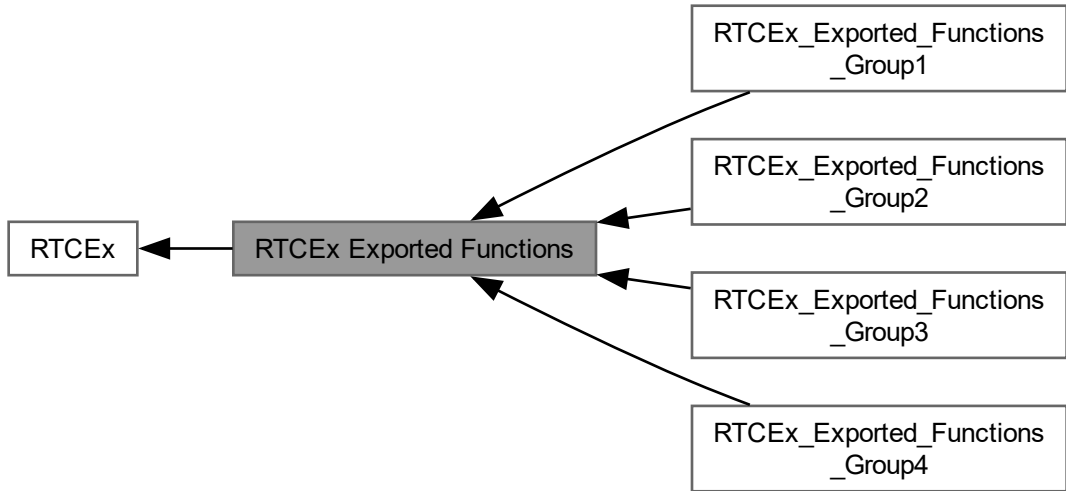 RTCEx
RTCEx Exported Functions
RTCEx_Exported_Functions
_Group1
RTCEx_Exported_Functions
_Group2
RTCEx_Exported_Functions
_Group3
RTCEx_Exported_Functions
_Group4